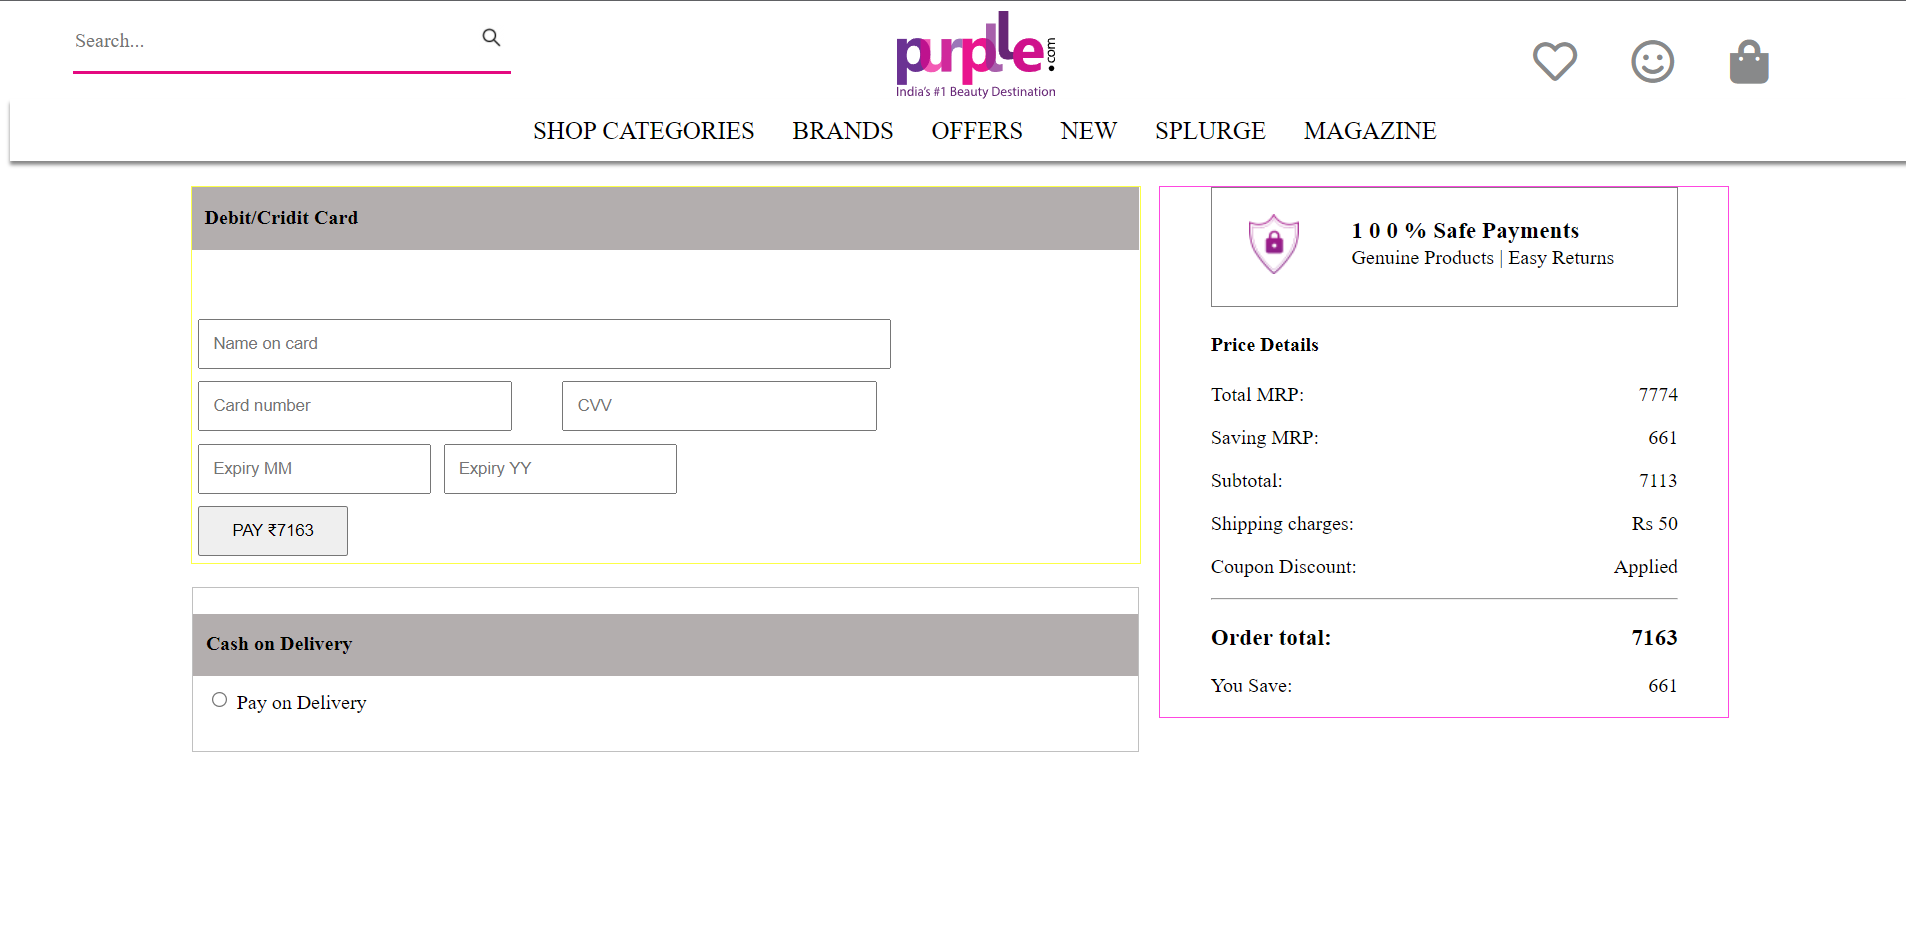 Search...
purplle.com
India's #1 Beauty Destination
SHOP CATEGORIES BRANDS OFFERS NEW SPLURGE MAGAZINE
Debit/Cridit Card
Name on card
Card number CVV
Expiry MM Expiry YY
PAY ₹7163
Cash on Delivery
Pay on Delivery
1 0 0 % Safe Payments
Genuine Products | Easy Returns
Price Details
Total MRP: 7774
Saving MRP: 661
Subtotal: 7113
Shipping charges: Rs 50
Coupon Discount: Applied
Order total: 7163
You Save: 661